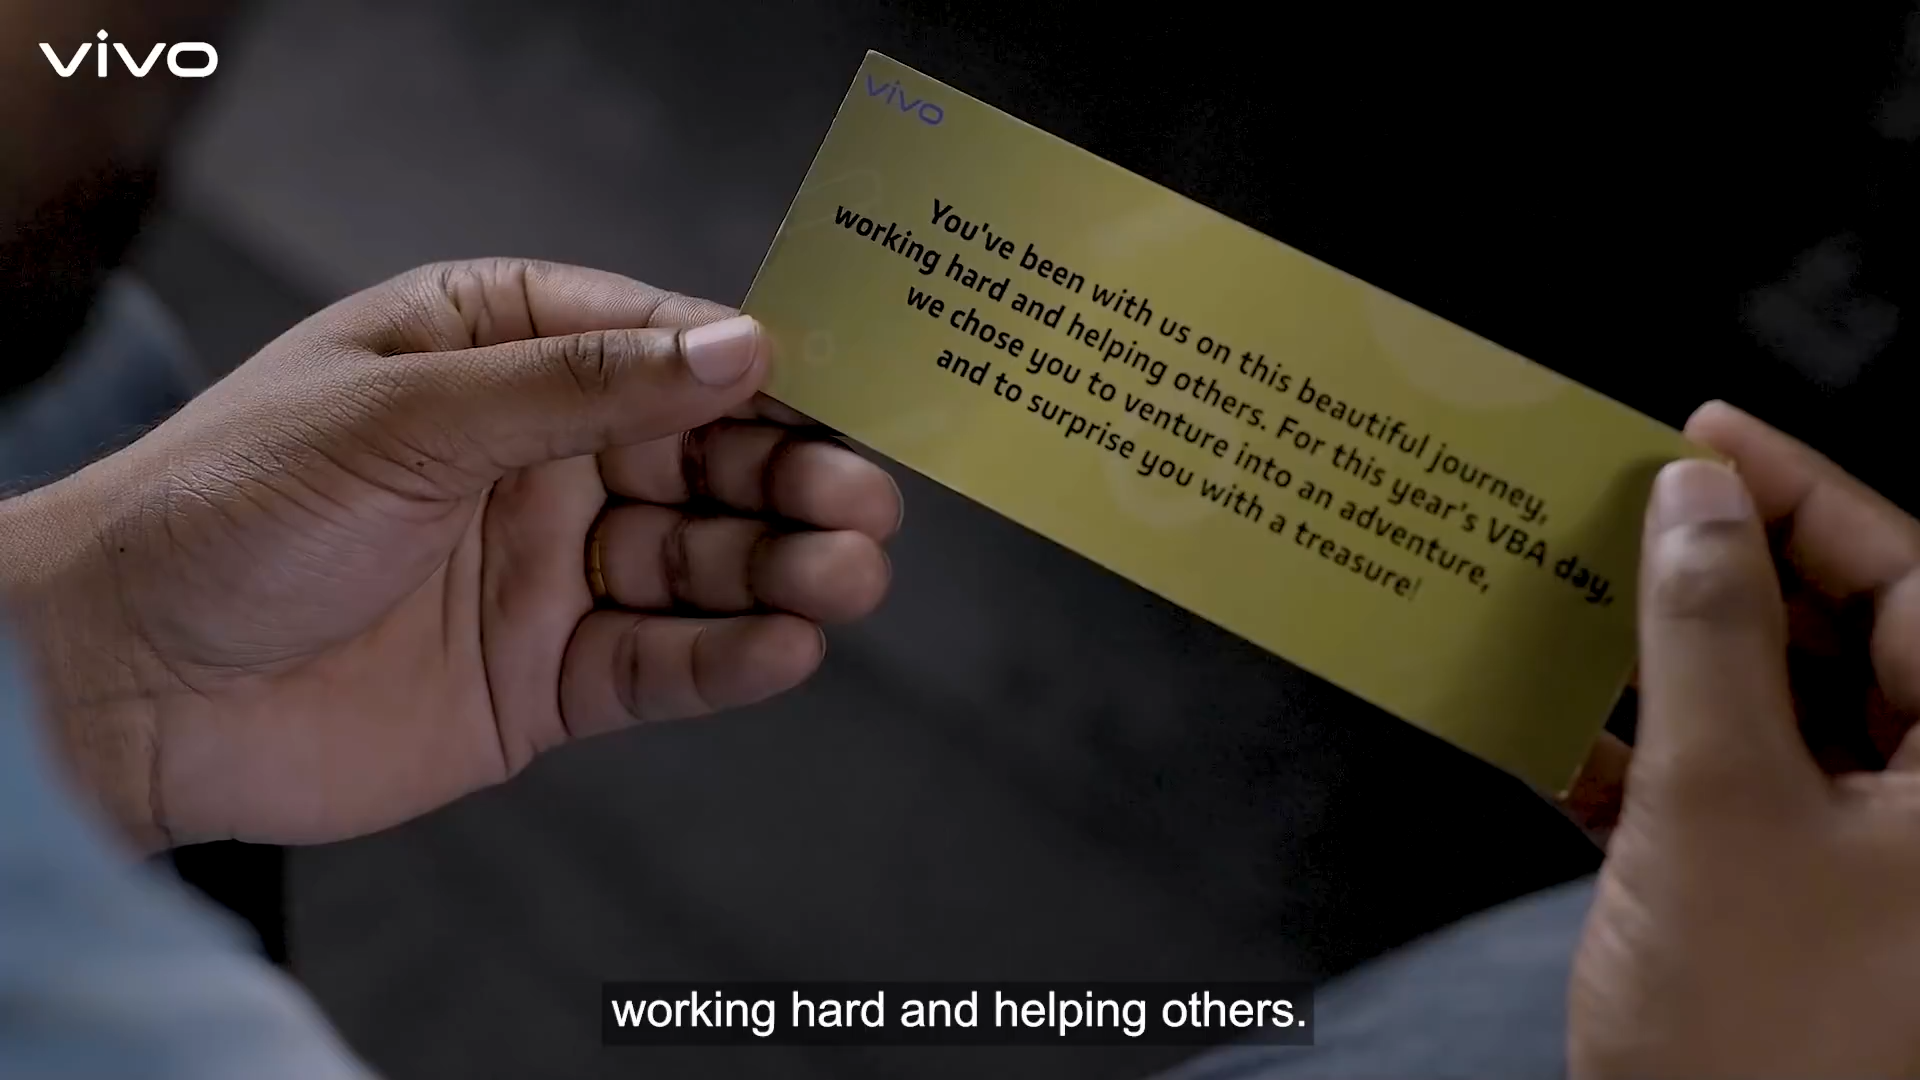 vivo
vivo
You've been with us on this beautiful journey,
working hard and helping others. For this year's VBA day,
we chose you to venture into an adventure,
and to surprise you with a treasure!
working hard and helping others.